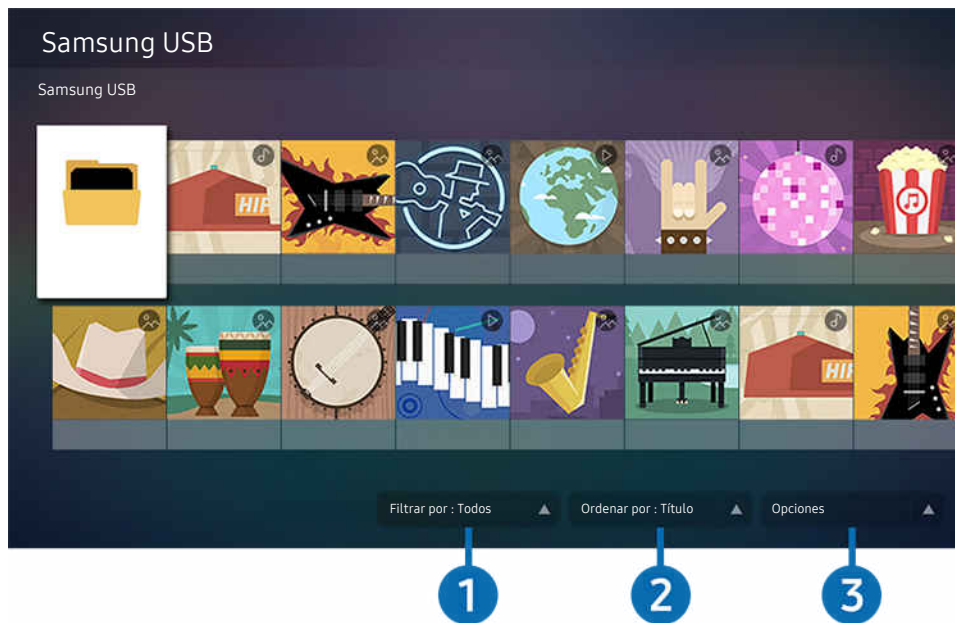 Samsung USB
Samsung USB
HIP
HIP
Filtrar por : Todos
Ordenar por : Título
Opciones
1
2
3